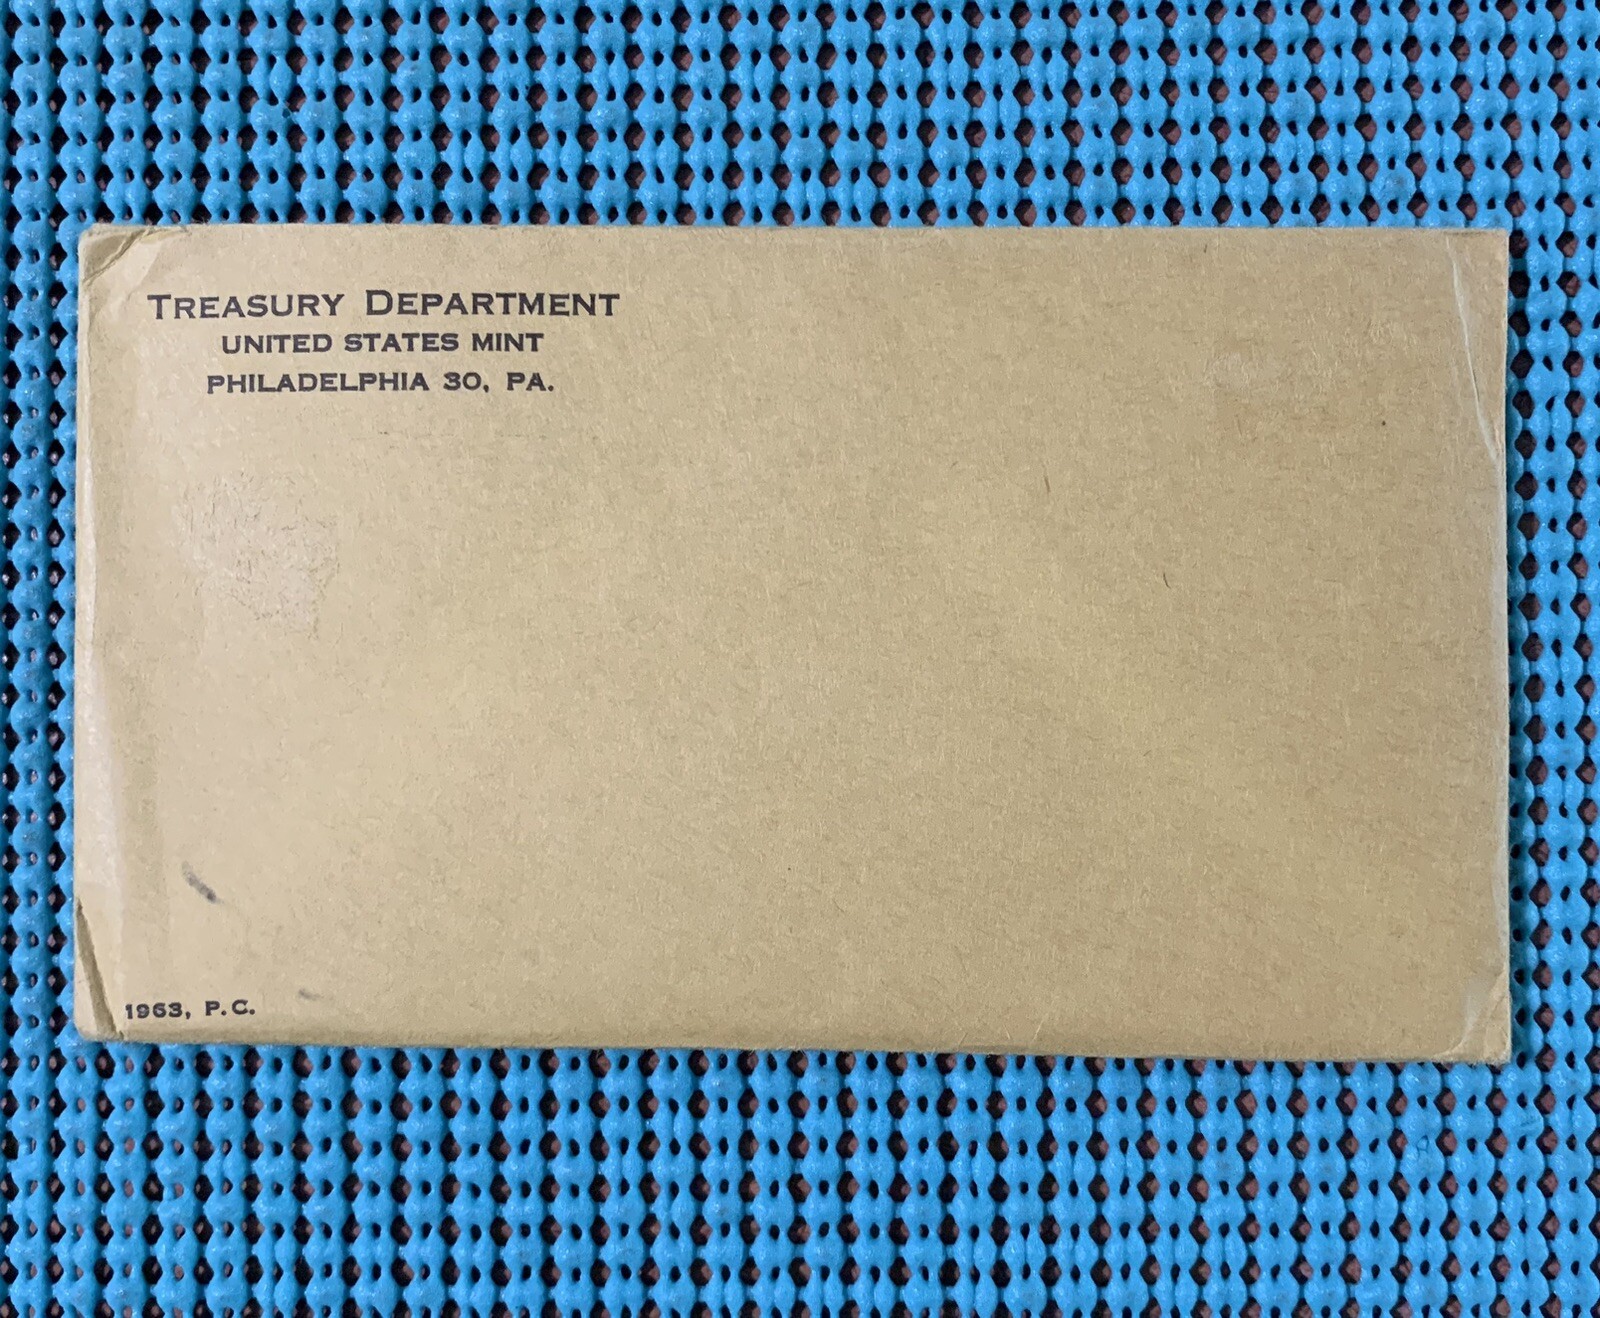 TREASURY DEPARTMENT
UNITED STATES MINT
PHILADELPHIA 30, PA.
1963, P.C.